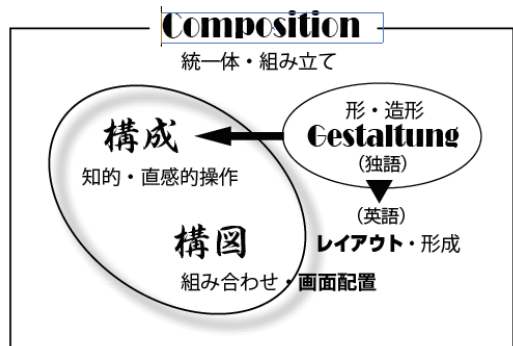 Composition
統一体・組み立て
構成
知的・直感的操作
構図
組み合わせ・画面配置
形・造形
Gestaltung
（独語）
（英語）
レイアウト・形成